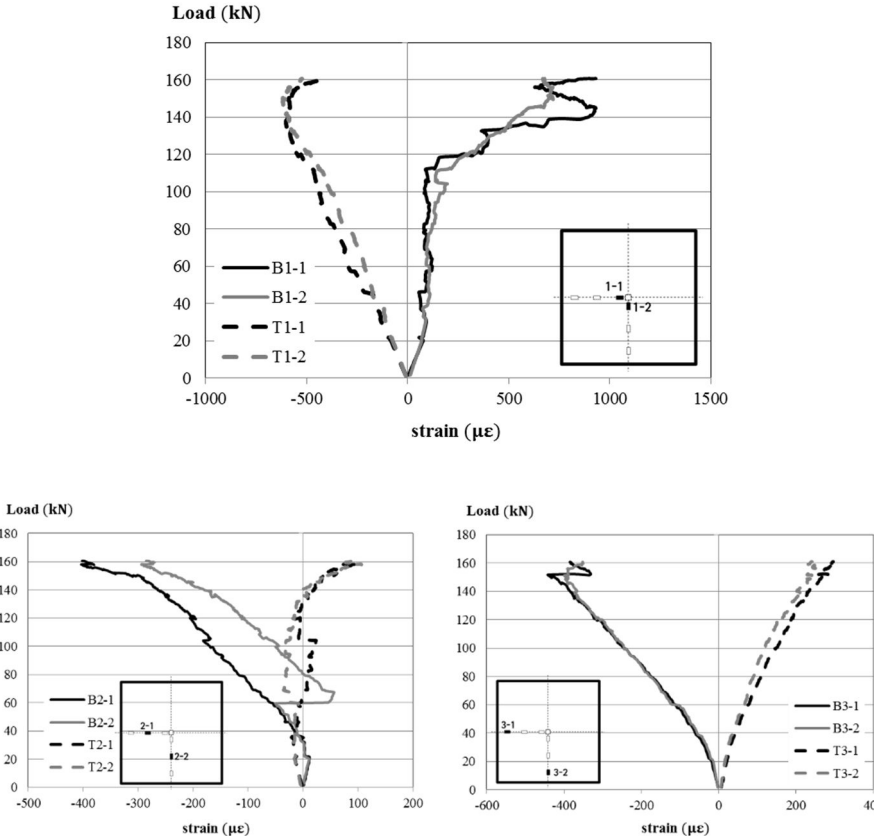 Load (kN)
180
160
140
120
100
80
60
40
20
0
B1-1
B1-2
T1-1
T1-2
1-1
1-2
-1000 -500 0 500 1000 1500
strain (με)
Load (kN)
180
160
140
120
100
80
60
40
20
0
B2-1
B2-2
T2-1
T2-2
2-1
2-2
-500 -400 -300 -200 -100 0 100 200
strain (με)
Load (kN)
180
160
140
120
100
80
60
40
20
0
3-1
3-2
B3-1
B3-2
T3-1
T3-2
-600 -400 -200 0 200
strain (με)